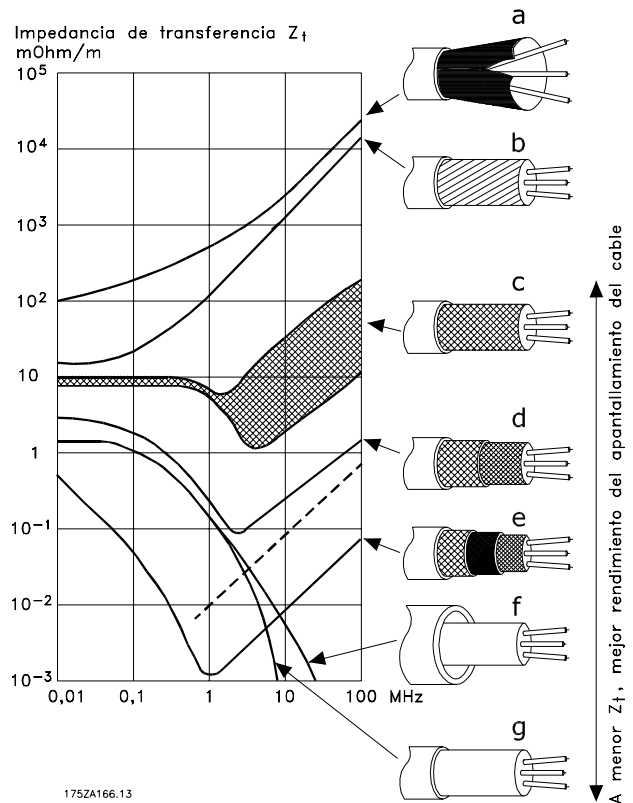 Impedancia de transferencia Zt
mOhm/m
10⁵
10⁴
10³
10²
10
1
10⁻¹
10⁻²
10⁻³
0,01
0,1
1
10
100
MHz
a
b
c
d
e
f
g
A menor Zt, mejor rendimiento del apantallamiento del cable
175ZA166.13